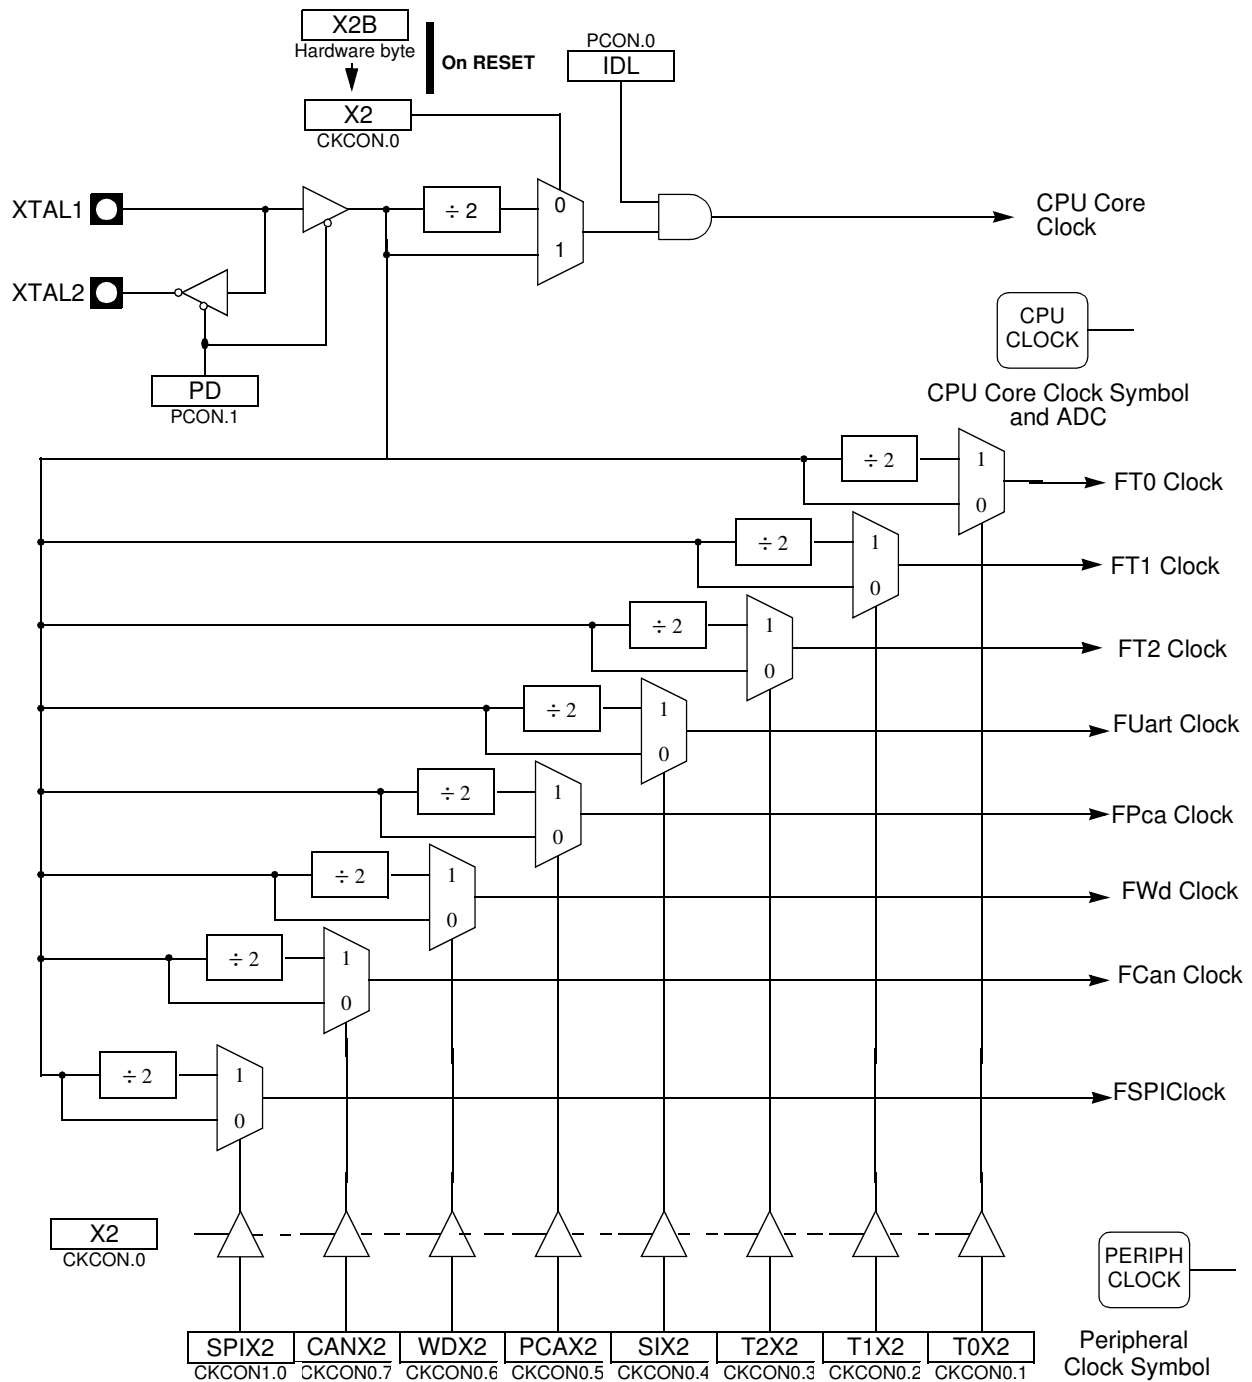 X2B
Hardware byte
On RESET
PCON.0
IDL
X2
CKCON.0
XTAL1
÷ 2
0
1
CPU Core
Clock
XTAL2
PD
PCON.1
CPU
CLOCK
CPU Core Clock Symbol
and ADC
÷ 2
1
0
FT0 Clock
÷ 2
1
0
FT1 Clock
÷ 2
1
0
FT2 Clock
÷ 2
1
0
FUart Clock
÷ 2
1
0
FPca Clock
÷ 2
1
0
FWd Clock
÷ 2
1
0
FCan Clock
÷ 2
1
0
FSPIClock
X2
CKCON.0
PERIPH
CLOCK
Peripheral
Clock Symbol
SPIX2
CANX2
WDX2
PCAX2
SIX2
T2X2
T1X2
T0X2
CKCON1.0
CKCON0.7
CKCON0.6
CKCON0.5
CKCON0.4
CKCON0.3
CKCON0.2
CKCON0.1